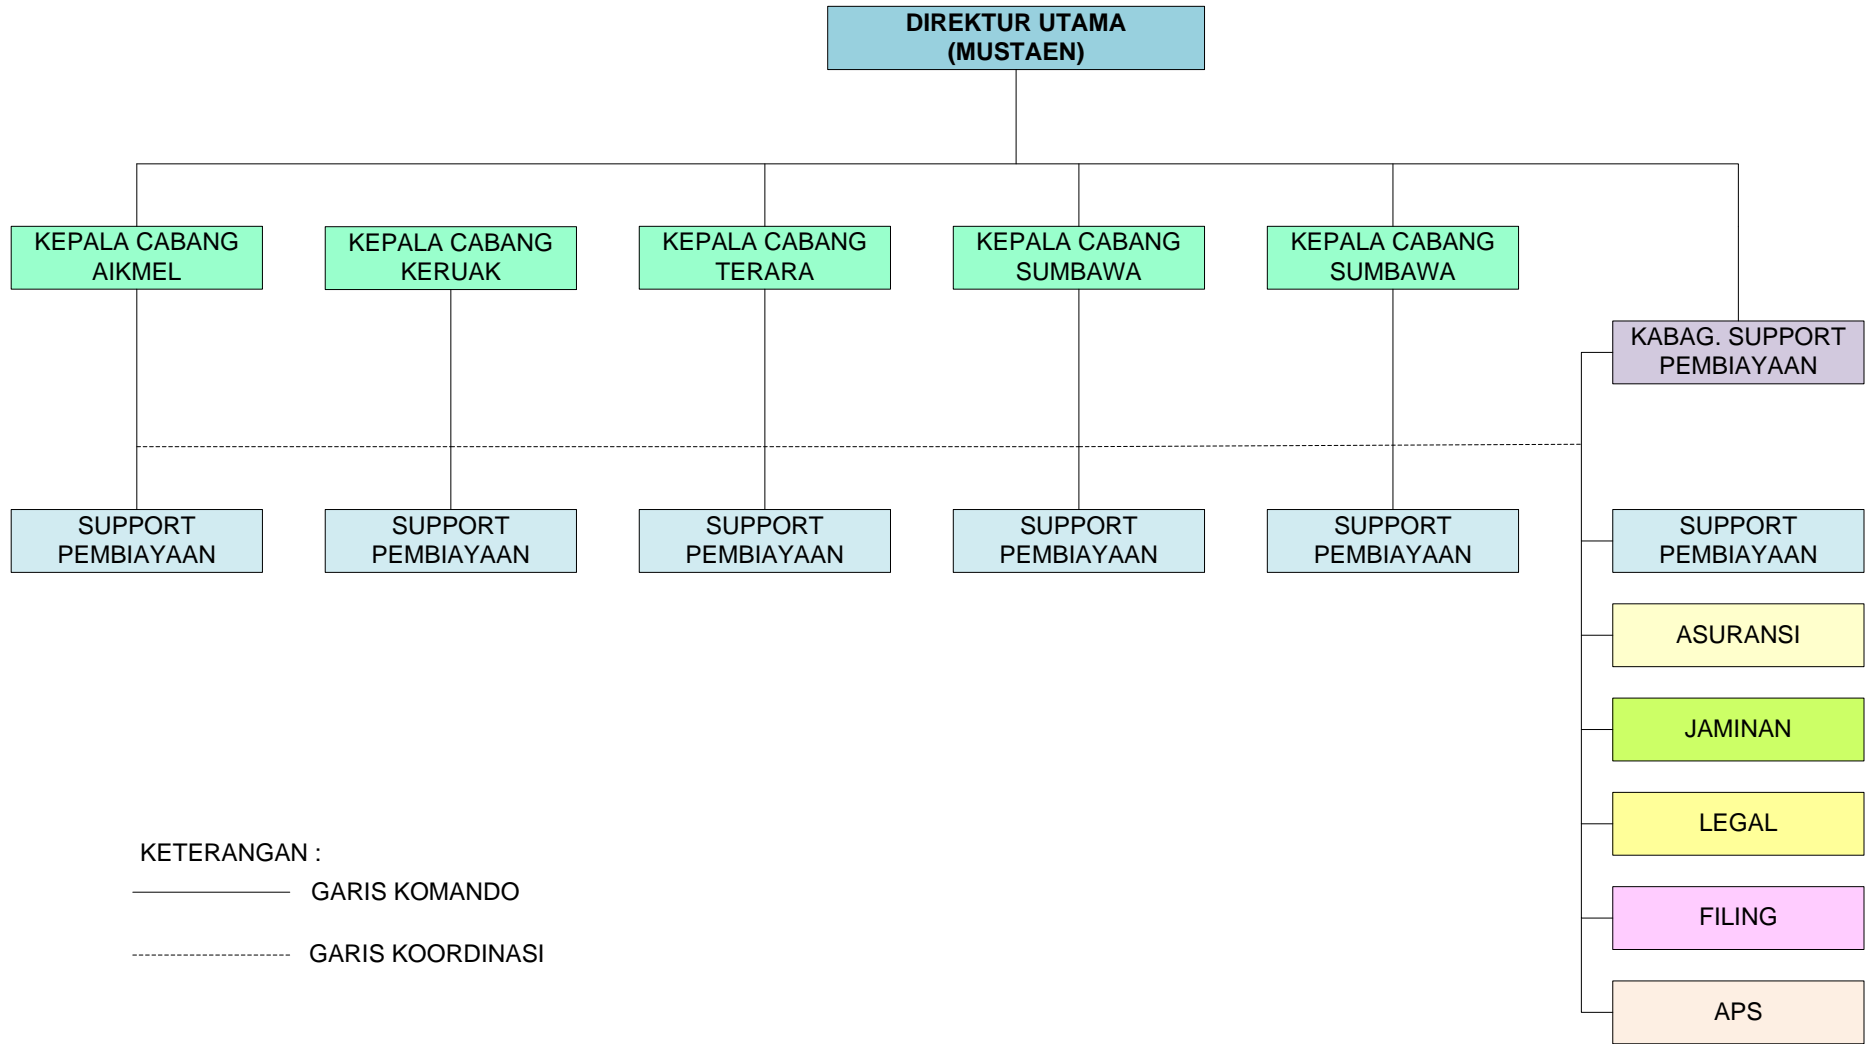 DIREKTUR UTAMA
(MUSTAEN)
KEPALA CABANG
AIKMEL
KEPALA CABANG
KERUAK
KEPALA CABANG
TERARA
KEPALA CABANG
SUMBAWA
KEPALA CABANG
SUMBAWA
KABAG. SUPPORT
PEMBIAYAAN
SUPPORT
PEMBIAYAAN
SUPPORT
PEMBIAYAAN
SUPPORT
PEMBIAYAAN
SUPPORT
PEMBIAYAAN
SUPPORT
PEMBIAYAAN
SUPPORT
PEMBIAYAAN
ASURANSI
JAMINAN
LEGAL
FILING
APS
KETERANGAN :
GARIS KOMANDO
GARIS KOORDINASI